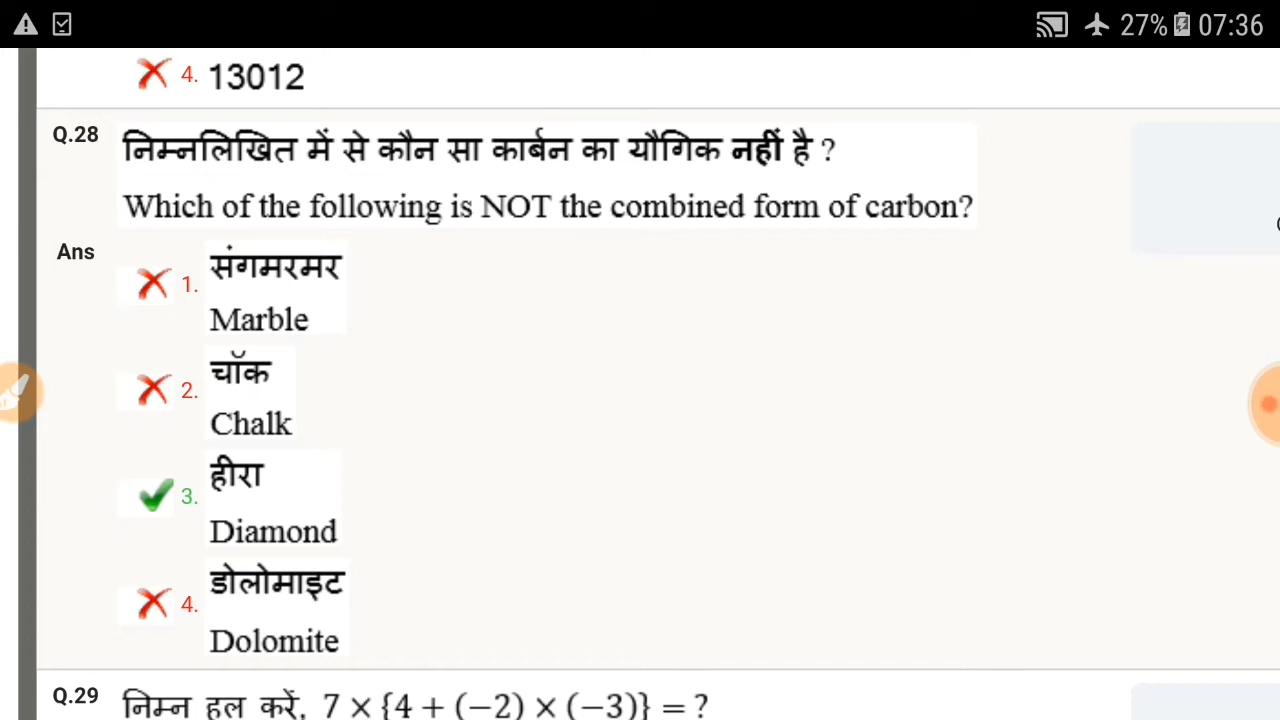 27% 07:36
4. 13012
Q.28 निम्नलिखित में से कौन सा कार्बन का यौगिक नहीं है ?
Which of the following is NOT the combined form of carbon?
Ans
1. संगमरमर
Marble
2. चॉक
Chalk
3. हीरा
Diamond
4. डोलोमाइट
Dolomite
Q.29 निम्न हल करें, 7 × {4 + (−2) × (−3)} = ?